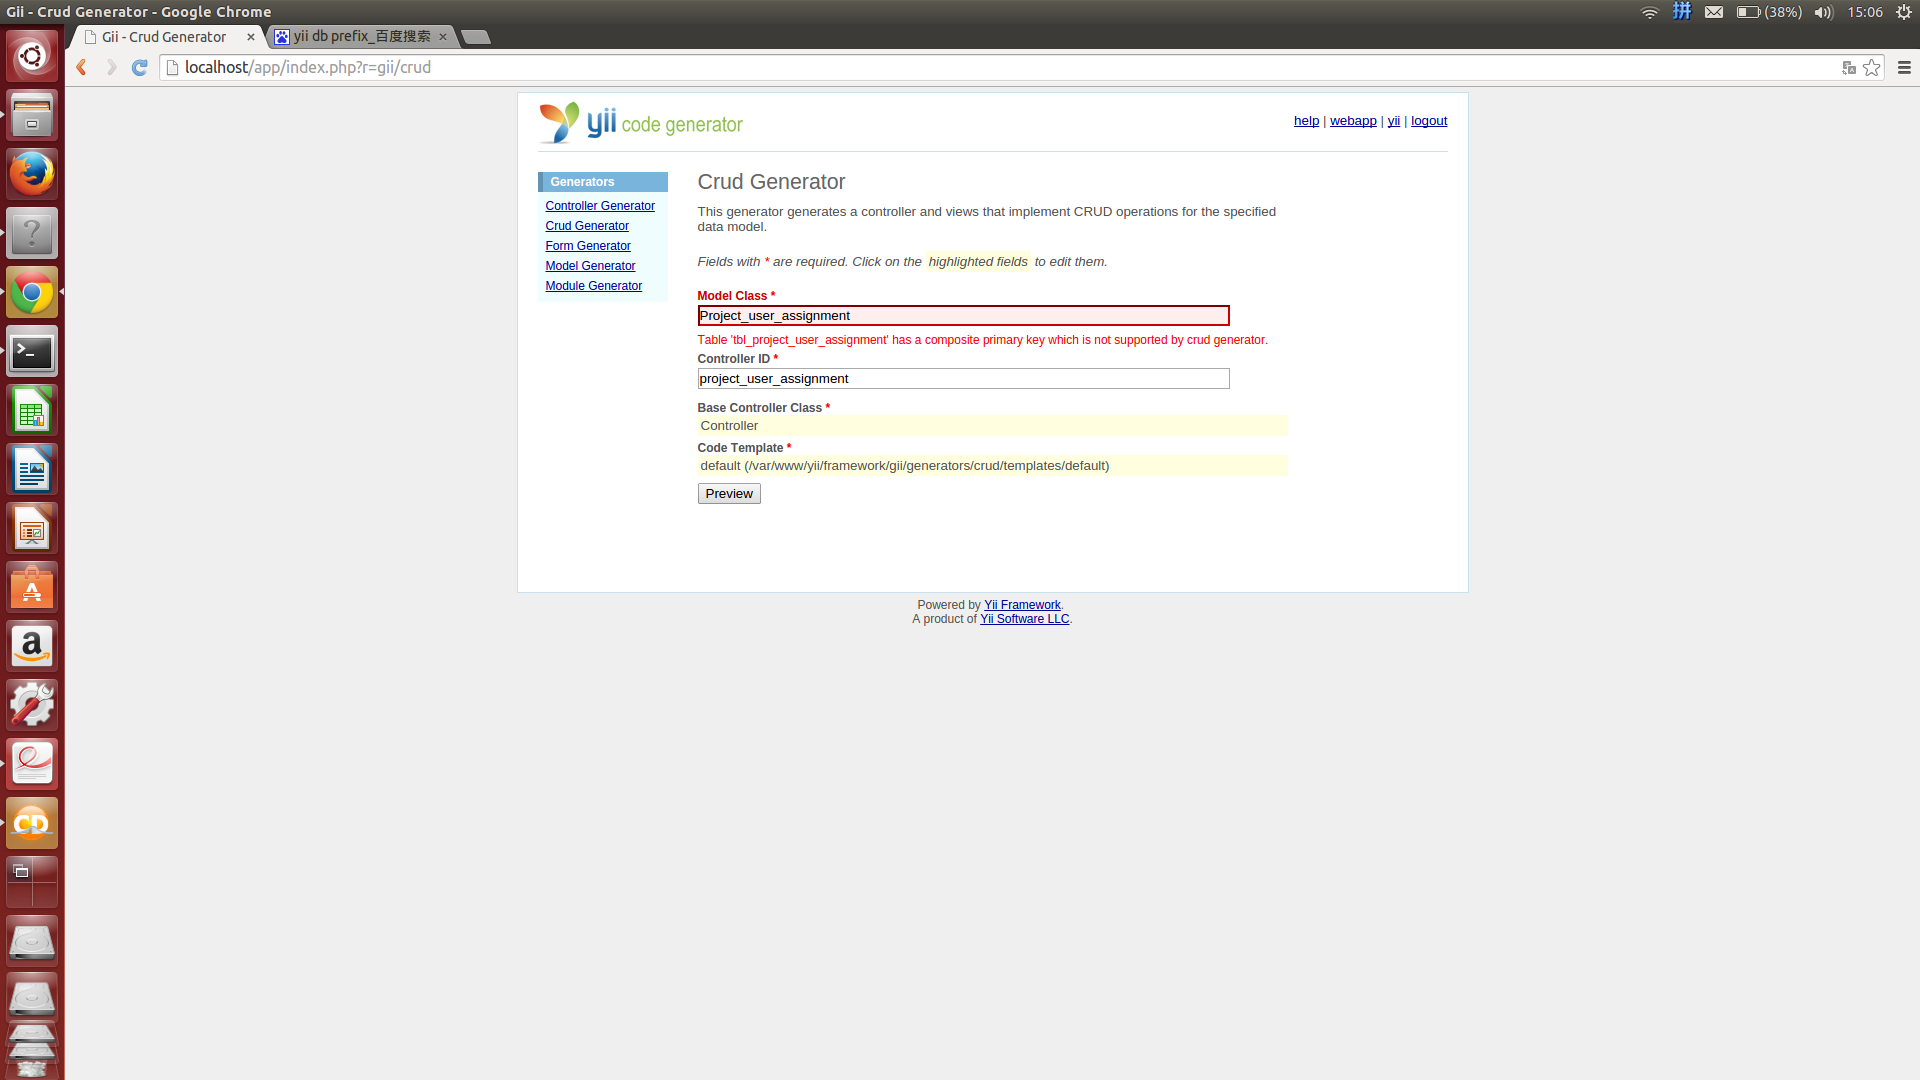 Gii - Crud Generator - Google Chrome
拼
(38%)
15:06
Gii - Crud Generator
yii db prefix_百度搜索
localhost/app/index.php?r=gii/crud
yii code generator
help | webapp | yii | logout
Generators
Controller Generator
Crud Generator
Form Generator
Model Generator
Module Generator
Crud Generator
This generator generates a controller and views that implement CRUD operations for the specified
data model.
Fields with * are required. Click on the highlighted fields to edit them.
Model Class *
Project_user_assignment
Table 'tbl_project_user_assignment' has a composite primary key which is not supported by crud generator.
Controller ID *
project_user_assignment
Base Controller Class *
Controller
Code Template *
default (/var/www/yii/framework/gii/generators/crud/templates/default)
Preview
Powered by Yii Framework.
A product of Yii Software LLC.